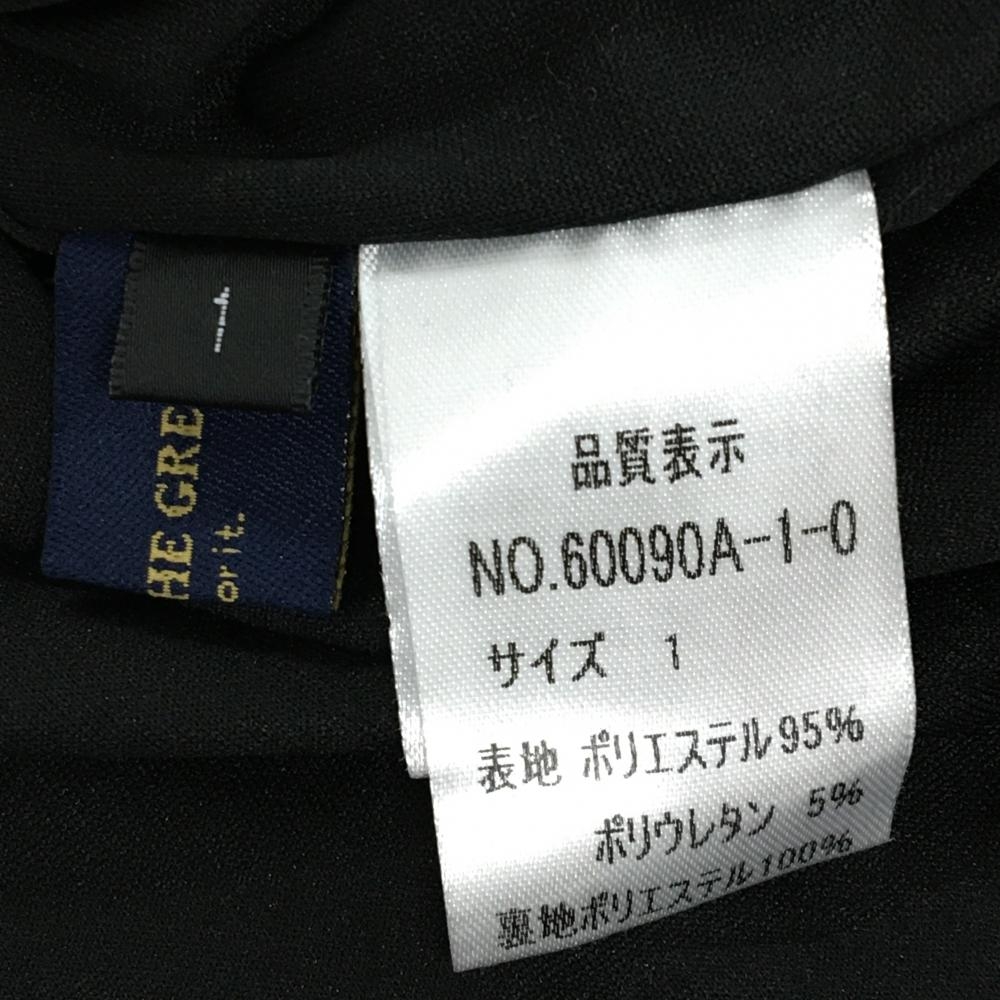 1
HE GRE
orit.
品質表示
NO.60090A-1-0
サイズ 1
表地 ポリエステル95%
ポリウレタン 5%
裏地ポリエステル100%